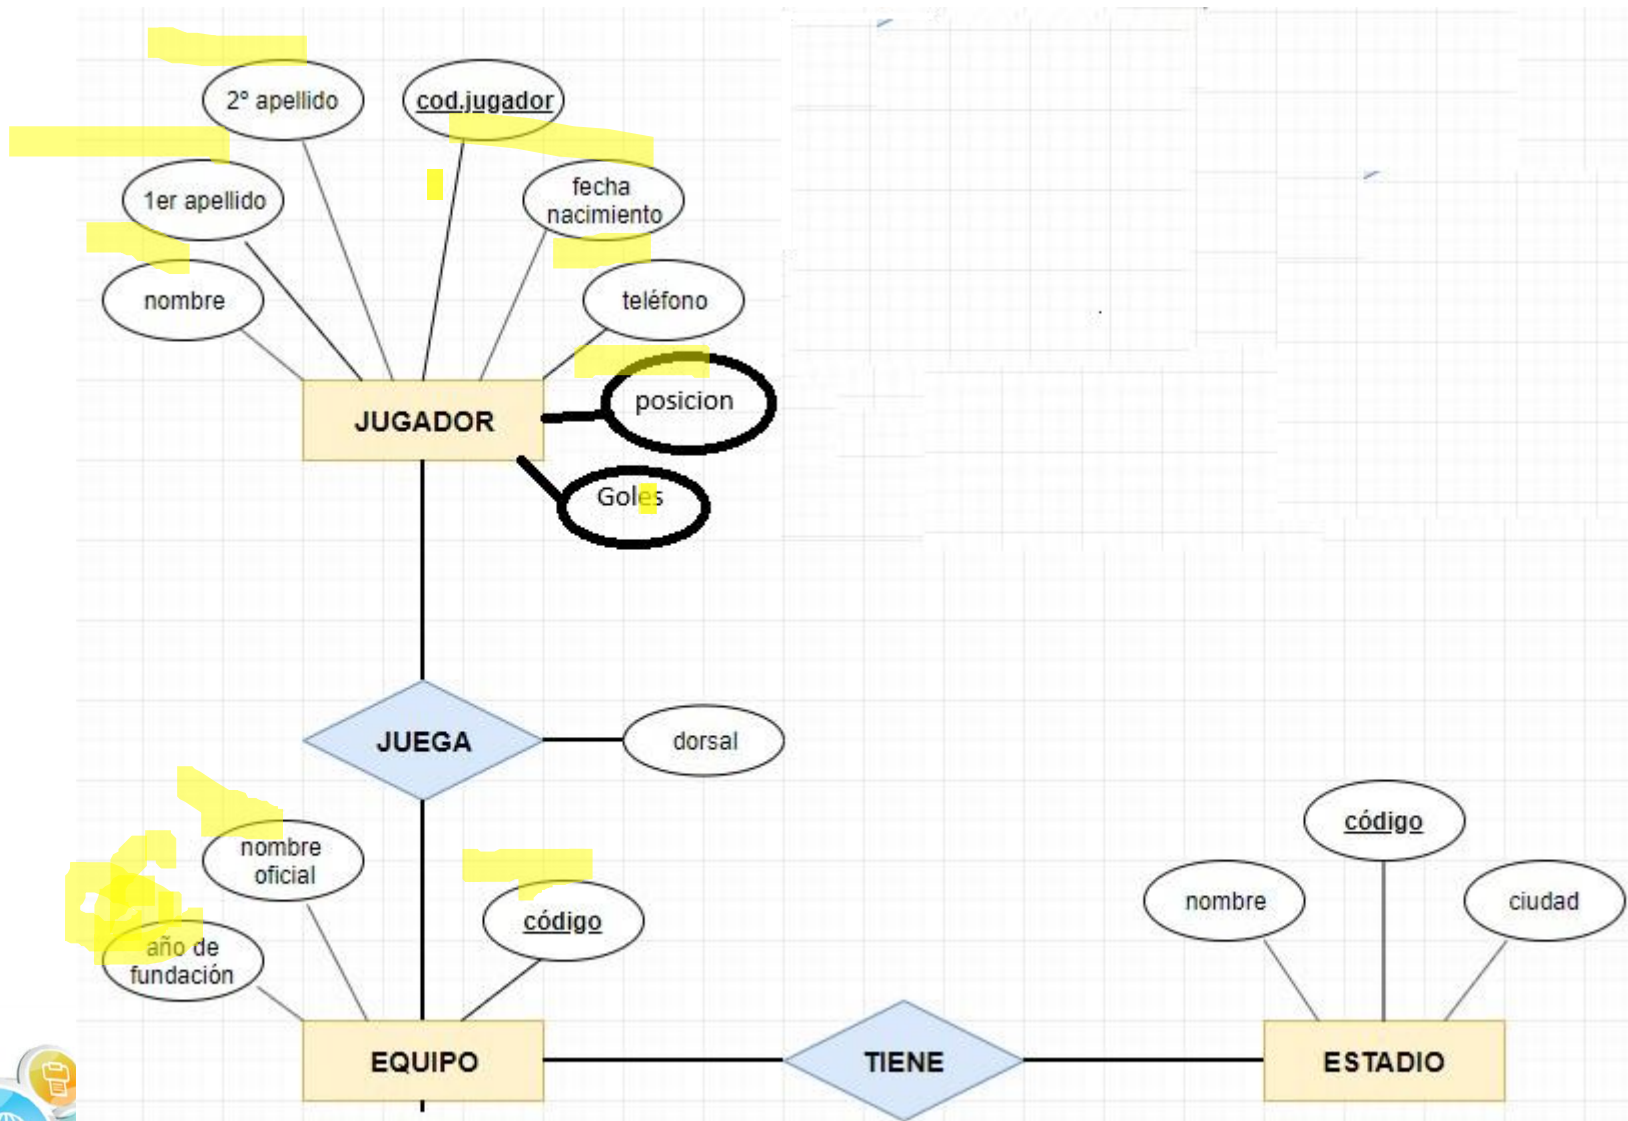 2º apellido
cod.jugador
1er apellido
fecha
nacimiento
nombre
teléfono
posicion
JUGADOR
Goles
JUEGA
dorsal
nombre
oficial
código
código
año de
fundación
nombre
ciudad
EQUIPO
TIENE
ESTADIO